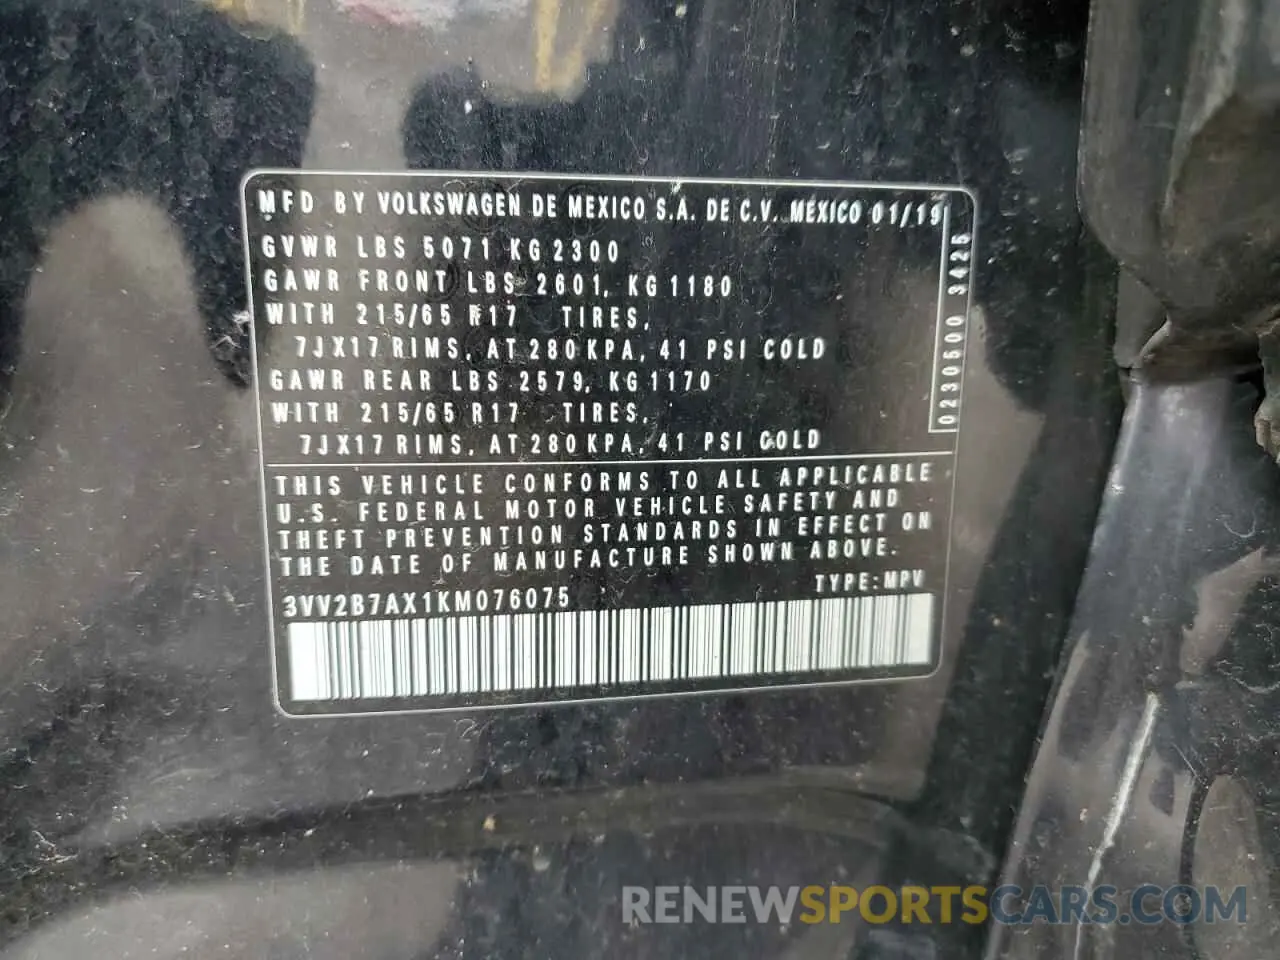 MFD BY VOLKSWAGEN DE MEXICO S.A. DE C.V. MEXICO 01/19
GVWR LBS 5071 KG 2300
GAWR FRONT LBS 2601, KG 1180
WITH 215/65 R17 TIRES,
7JX17 RIMS, AT 280 KPA, 41 PSI COLD
GAWR REAR LBS 2579, KG 1170
WITH 215/65 R17 TIRES,
7JX17 RIMS, AT 280 KPA, 41 PSI COLD
0230500 3425
THIS VEHICLE CONFORMS TO ALL APPLICABLE
U.S. FEDERAL MOTOR VEHICLE SAFETY AND
THEFT PREVENTION STANDARDS IN EFFECT ON
THE DATE OF MANUFACTURE SHOWN ABOVE.
3VV2B7AX1KM076075 TYPE: MPV
RENEWSPORTSCARS.COM